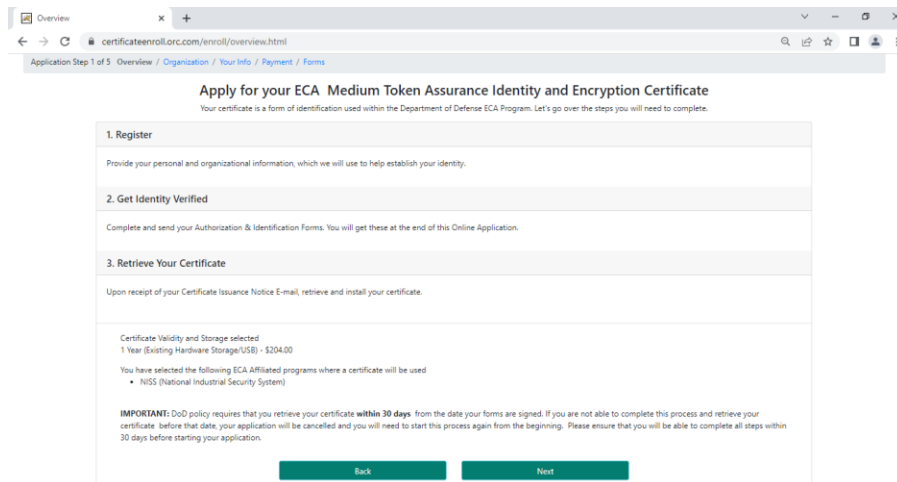 Overview
certificateenroll.orc.com/enroll/overview.html
Application Step 1 of 5 Overview / Organization / Your Info / Payment / Forms
Apply for your ECA Medium Token Assurance Identity and Encryption Certificate
Your certificate is a form of identification used within the Department of Defense ECA Program. Let's go over the steps you will need to complete.
1. Register
Provide your personal and organizational information, which we will use to help establish your identity.
2. Get Identity Verified
Complete and send your Authorization & Identification Forms. You will get these at the end of this Online Application.
3. Retrieve Your Certificate
Upon receipt of your Certificate Issuance Notice E-mail, retrieve and install your certificate.
Certificate Validity and Storage selected
1 Year (Existing Hardware Storage/USB) - $204.00
You have selected the following ECA Affiliated programs where a certificate will be used
• NISS (National Industrial Security System)
IMPORTANT: DoD policy requires that you retrieve your certificate within 30 days from the date your forms are signed. If you are not able to complete this process and retrieve your
certificate before that date, your application will be cancelled and you will need to start this process again from the beginning. Please ensure that you will be able to complete all steps within
30 days before starting your application.
Back Next